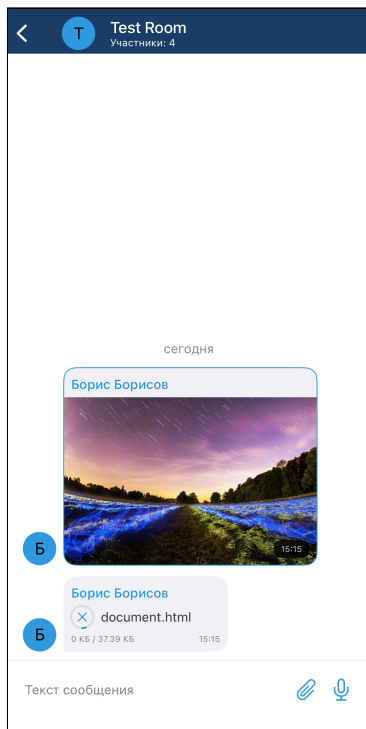 Т
Test Room
Участники: 4
сегодня
Борис Борисов
15:15
Б
Борис Борисов
document.html
0 КБ / 37.39 КБ
15:15
Б
Текст сообщения